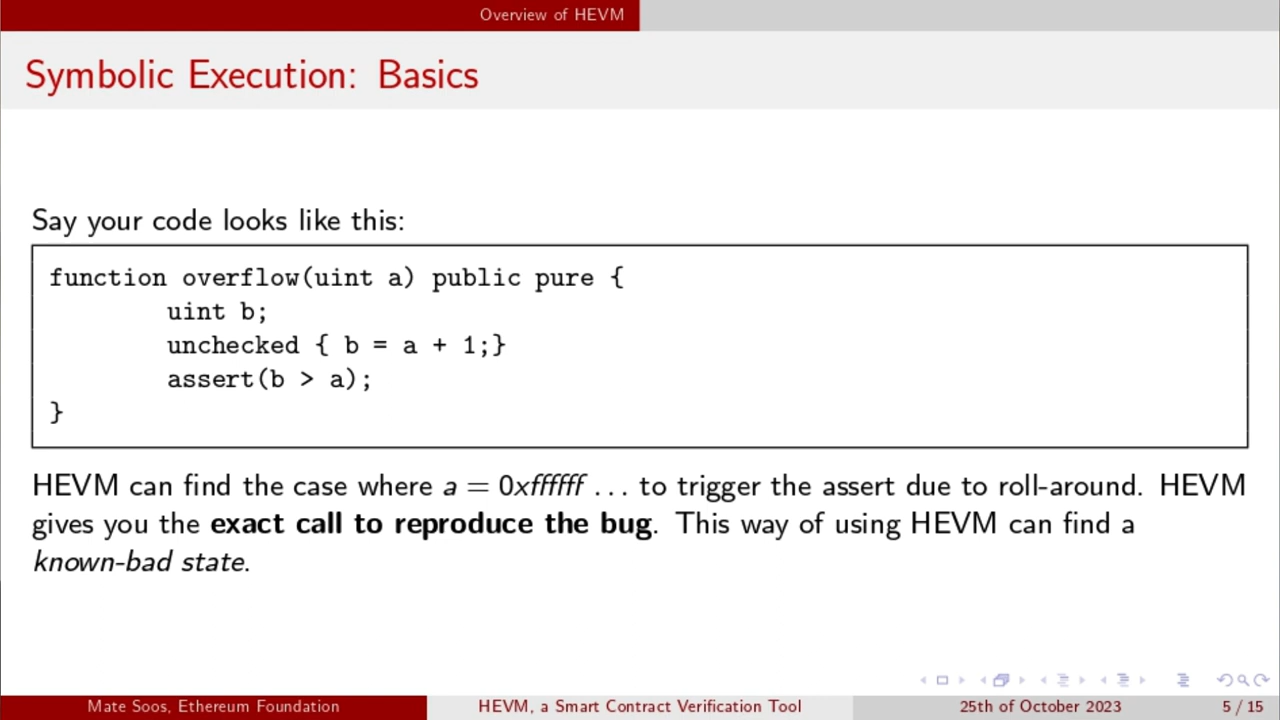 Overview of HEVM
Symbolic Execution: Basics
Say your code looks like this:
function overflow(uint a) public pure {
        uint b;
        unchecked { b = a + 1;}
        assert(b > a);
}
HEVM can find the case where a = 0xffffff ... to trigger the assert due to roll-around. HEVM
gives you the exact call to reproduce the bug. This way of using HEVM can find a
known-bad state.
Mate Soos, Ethereum Foundation
HEVM, a Smart Contract Verification Tool
25th of October 2023
5 / 15